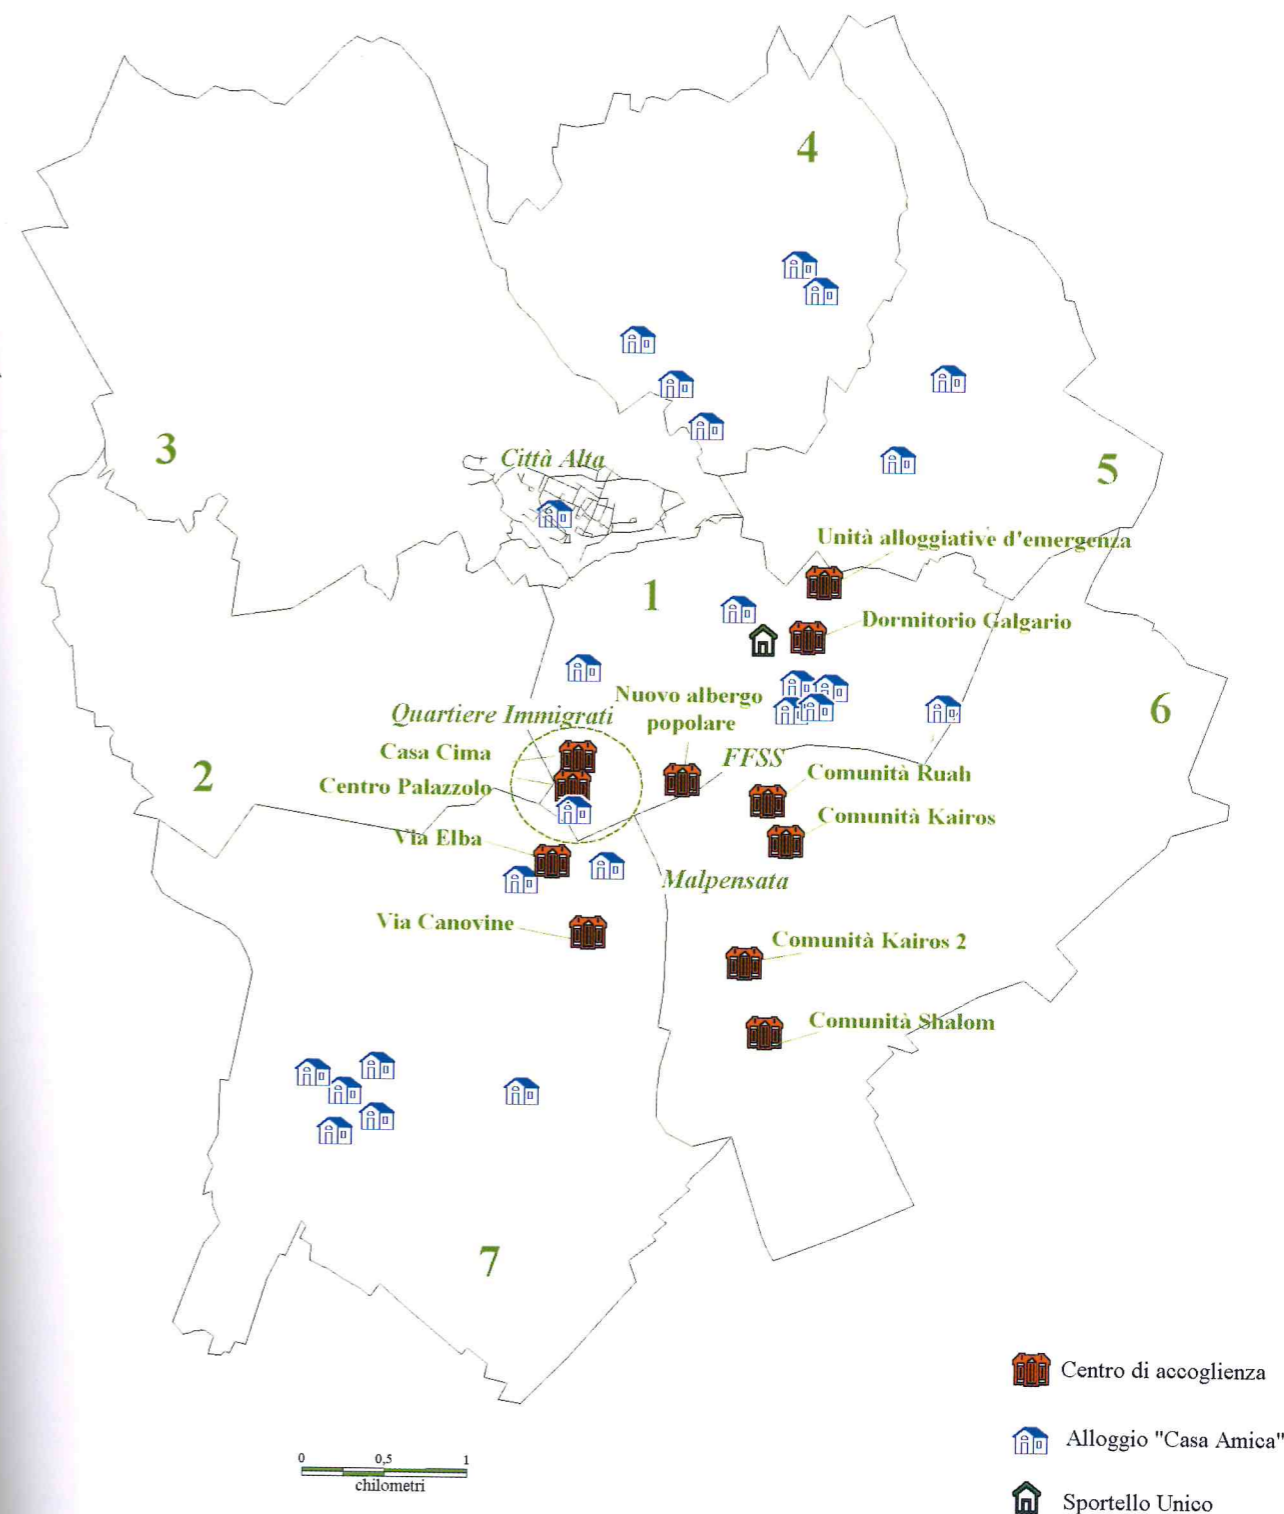 4
3
Città Alta
5
Unità alloggiative d'emergenza
1
Dormitorio Galgario
Nuovo albergo
popolare
6
Quartiere Immigrati
Casa Cima
FFSS
2
Centro Palazzolo
Comunità Ruah
Comunità Kairos
Via Elba
Malpensata
Via Canovine
Comunità Kairos 2
Comunità Shalom
7
Centro di accoglienza
Alloggio "Casa Amica"
Sportello Unico
0 0,5 1
chilometri